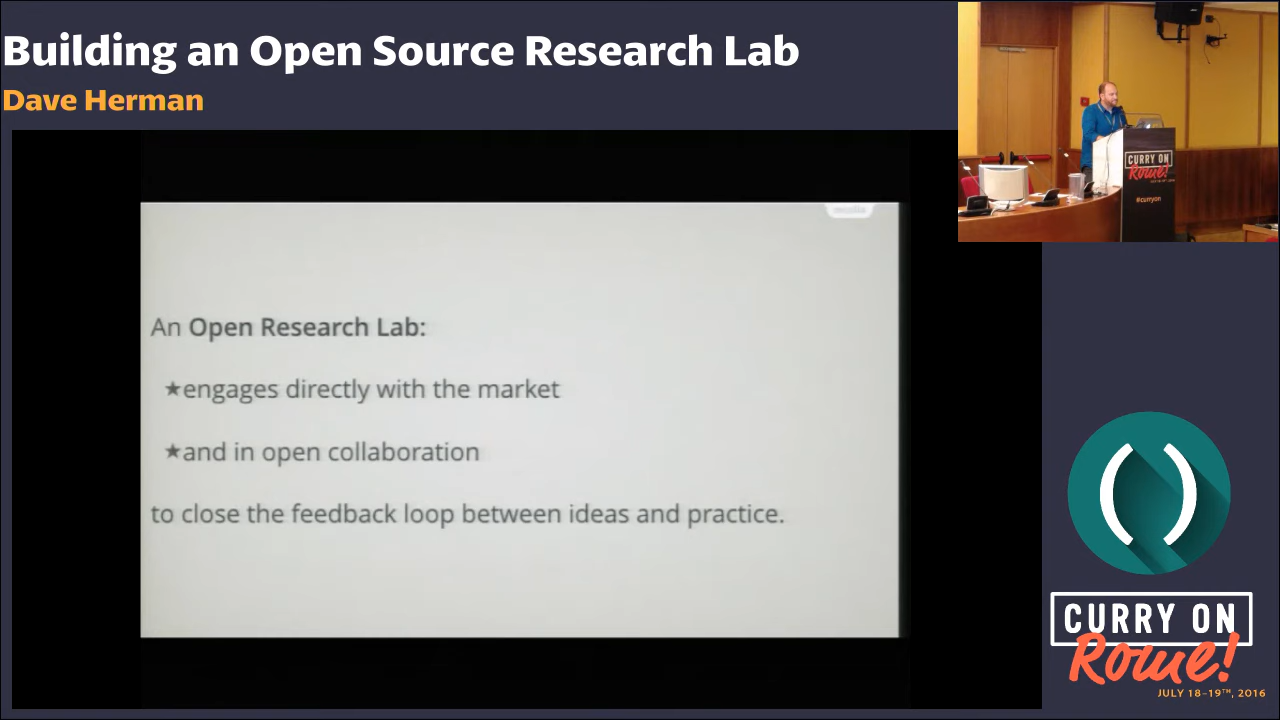 Building an Open Source Research Lab
Dave Herman
CURRY ON
Rome!
#curryon
mozilla
An Open Research Lab:
★engages directly with the market
★and in open collaboration
to close the feedback loop between ideas and practice.
( )
CURRY ON
Rome!
JULY 18-19TH, 2016